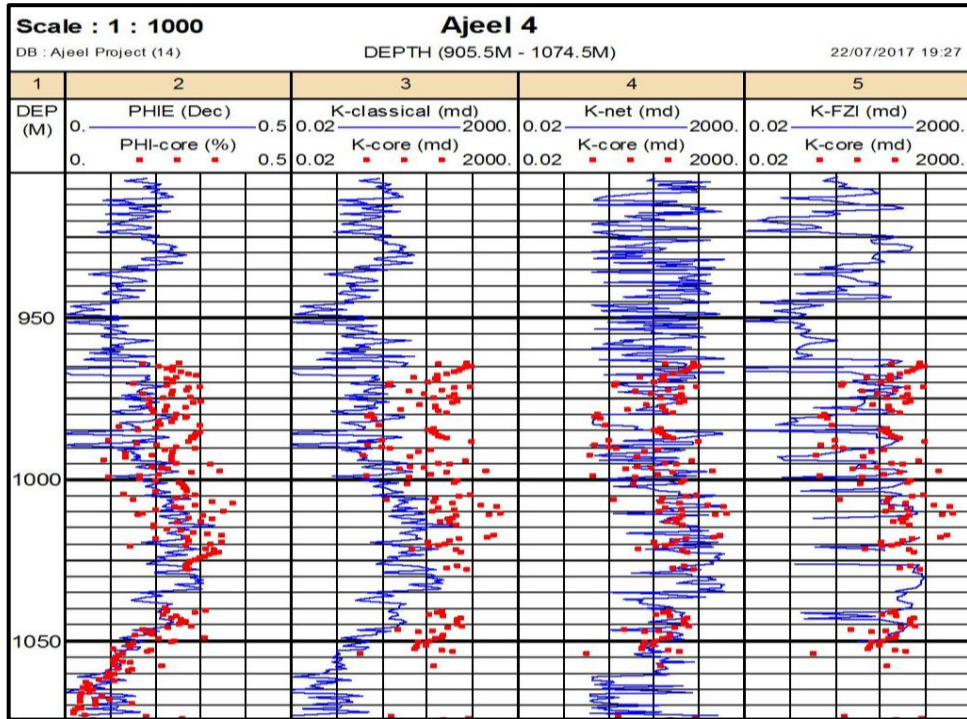 Scale : 1 : 1000 Ajeel 4
DB : Ajeel Project (14) DEPTH (905.5M - 1074.5M) 22/07/2017 19:27
1 2 3 4 5
DEP PHIE (Dec) K-classical (md) K-net (md) K-FZI (md)
(M) 0. 0.5 0.02 2000. 0.02 2000. 0.02 2000.
PHI-core (%) K-core (md) K-core (md) K-core (md)
0. 0.5 0.02 2000. 0.02 2000. 0.02 2000.
950
1000
1050